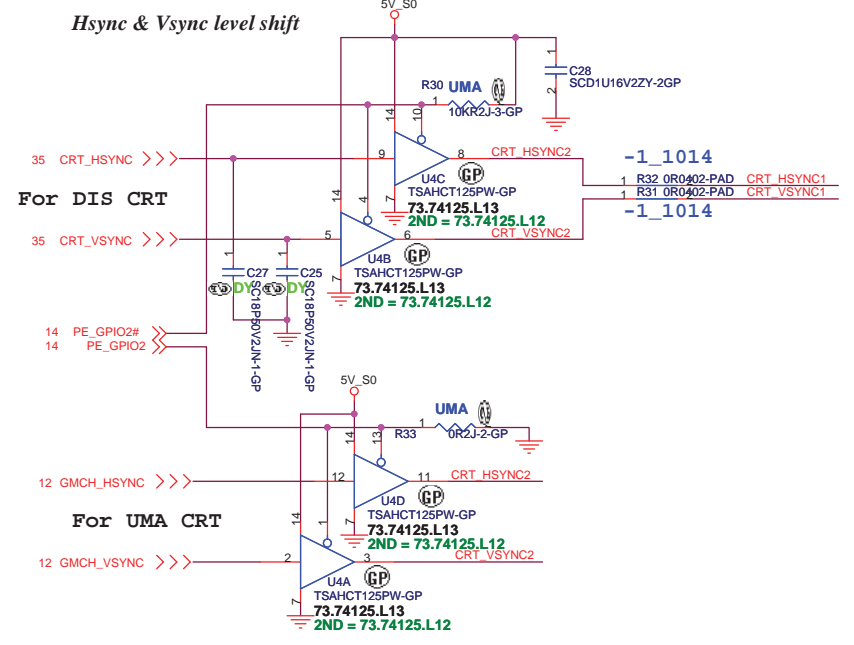 5V_S0
Hsync & Vsync level shift
1
C28
SCD1U16V2ZY-2GP
2
R30 UMA
1
10KR2J-3-GP
14
10
35 CRT_HSYNC
9
8 CRT_HSYNC2
GP
U4C
TSAHCT125PW-GP
7
73.74125.L13
2ND = 73.74125.L12
-1_1014
1 R32 0R0402-PAD CRT_HSYNC1
1 R31 0R0402-PAD CRT_VSYNC1
2
-1_1014
For DIS CRT
14
4
35 CRT_VSYNC
5
6 CRT_VSYNC2
GP
U4B
TSAHCT125PW-GP
7
73.74125.L13
2ND = 73.74125.L12
1
C27
DY
SC18P50V2JN-1-GP
1
C25
DY
SC18P50V2JN-1-GP
14 PE_GPIO2#
14 PE_GPIO2
5V_S0
UMA
R33
1
0R2J-2-GP
14
13
12 GMCH_HSYNC
12
11 CRT_HSYNC2
GP
U4D
TSAHCT125PW-GP
7
73.74125.L13
2ND = 73.74125.L12
For UMA CRT
14
1
12 GMCH_VSYNC
2
3 CRT_VSYNC2
GP
U4A
TSAHCT125PW-GP
7
73.74125.L13
2ND = 73.74125.L12